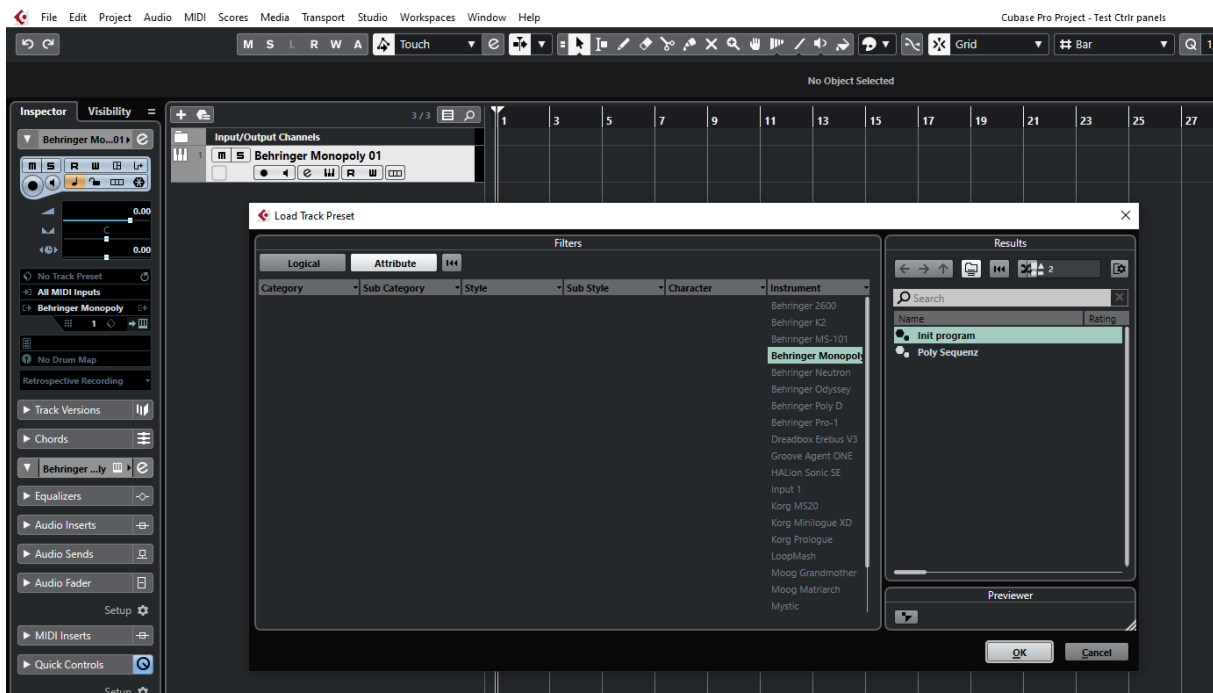 File Edit Project Audio MIDI Scores Media Transport Studio Workspaces Window Help
Cubase Pro Project - Test Ctrlr panels
M S L R W A Touch Grid Bar Q
No Object Selected
Inspector Visibility
3 / 3
1 3 5 7 9 11 13 15 17 19 21 23 25 27
Behringer Mo...01
Input/Output Channels
1 m S Behringer Monopoly 01
R
m S R
0.00
C
0.00
No Track Preset
All MIDI Inputs
Behringer Monopoly
1
No Drum Map
Retrospective Recording
Track Versions
Chords
Behringer ...ly
Equalizers
Audio Inserts
Audio Sends
Audio Fader
Setup
MIDI Inserts
Quick Controls
Setup
Load Track Preset
Filters
Logical Attribute
Category Sub Category Style Sub Style Character Instrument
Behringer 2600
Behringer K2
Behringer MS-101
Behringer Monopoly
Behringer Neutron
Behringer Odyssey
Behringer Poly D
Behringer Pro-1
Dreadbox Erebus V3
Groove Agent ONE
HALion Sonic SE
Input 1
Korg MS20
Korg Minilogue XD
Korg Prologue
LoopMash
Moog Grandmother
Moog Matriarch
Mystic
Results
2
Search
Name Rating
Init program
Poly Sequenz
Previewer
OK Cancel